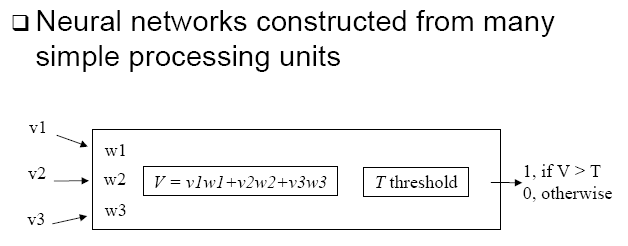 ❑ Neural networks constructed from many
simple processing units
v1
w1
v2
w2
V = v1w1+v2w2+v3w3
T threshold
1, if V > T
0, otherwise
w3
v3